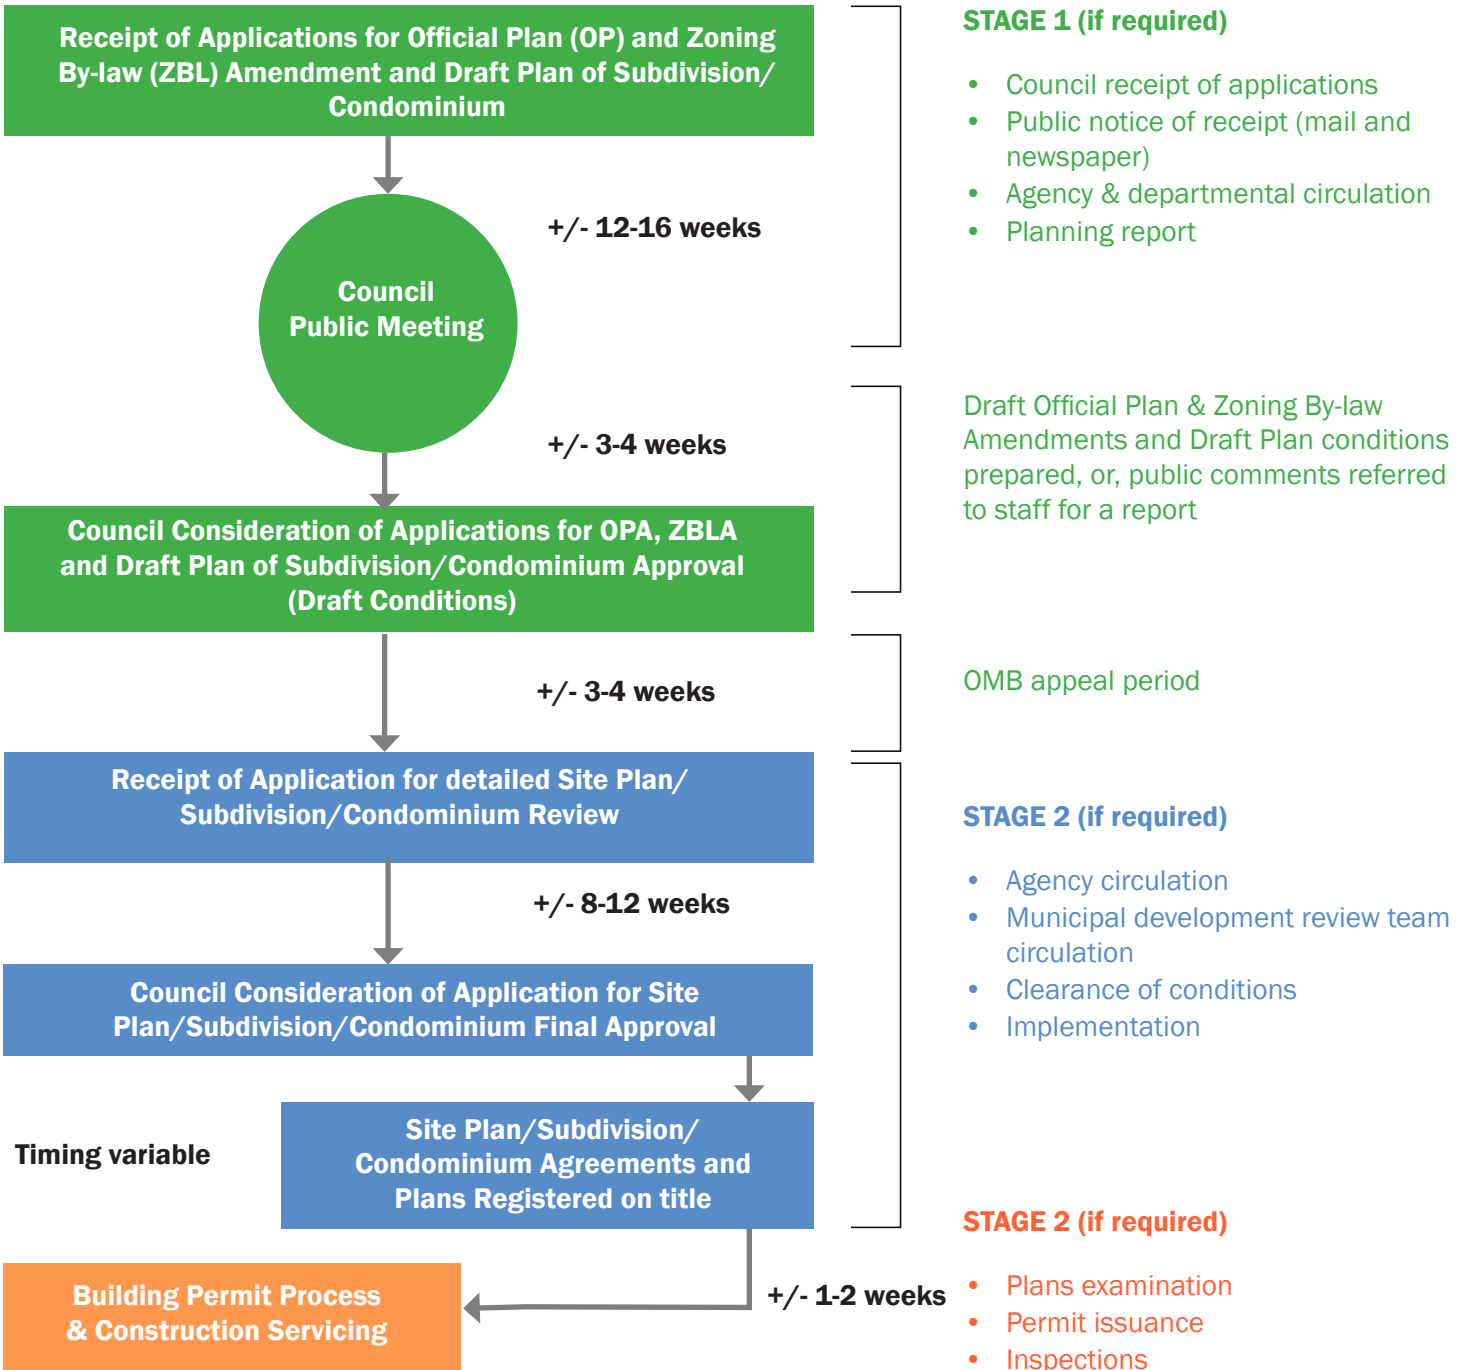 Receipt of Applications for Official Plan (OP) and Zoning
By-law (ZBL) Amendment and Draft Plan of Subdivision/
Condominium
STAGE 1 (if required)
• Council receipt of applications
• Public notice of receipt (mail and
newspaper)
• Agency & departmental circulation
• Planning report
+/- 12-16 weeks
Council
Public Meeting
+/- 3-4 weeks
Draft Official Plan & Zoning By-law
Amendments and Draft Plan conditions
prepared, or, public comments referred
to staff for a report
Council Consideration of Applications for OPA, ZBLA
and Draft Plan of Subdivision/Condominium Approval
(Draft Conditions)
+/- 3-4 weeks
OMB appeal period
Receipt of Application for detailed Site Plan/
Subdivision/Condominium Review
STAGE 2 (if required)
• Agency circulation
• Municipal development review team
circulation
• Clearance of conditions
• Implementation
+/- 8-12 weeks
Council Consideration of Application for Site
Plan/Subdivision/Condominium Final Approval
Timing variable
Site Plan/Subdivision/
Condominium Agreements and
Plans Registered on title
+/- 1-2 weeks
Building Permit Process
& Construction Servicing
STAGE 2 (if required)
• Plans examination
• Permit issuance
• Inspections